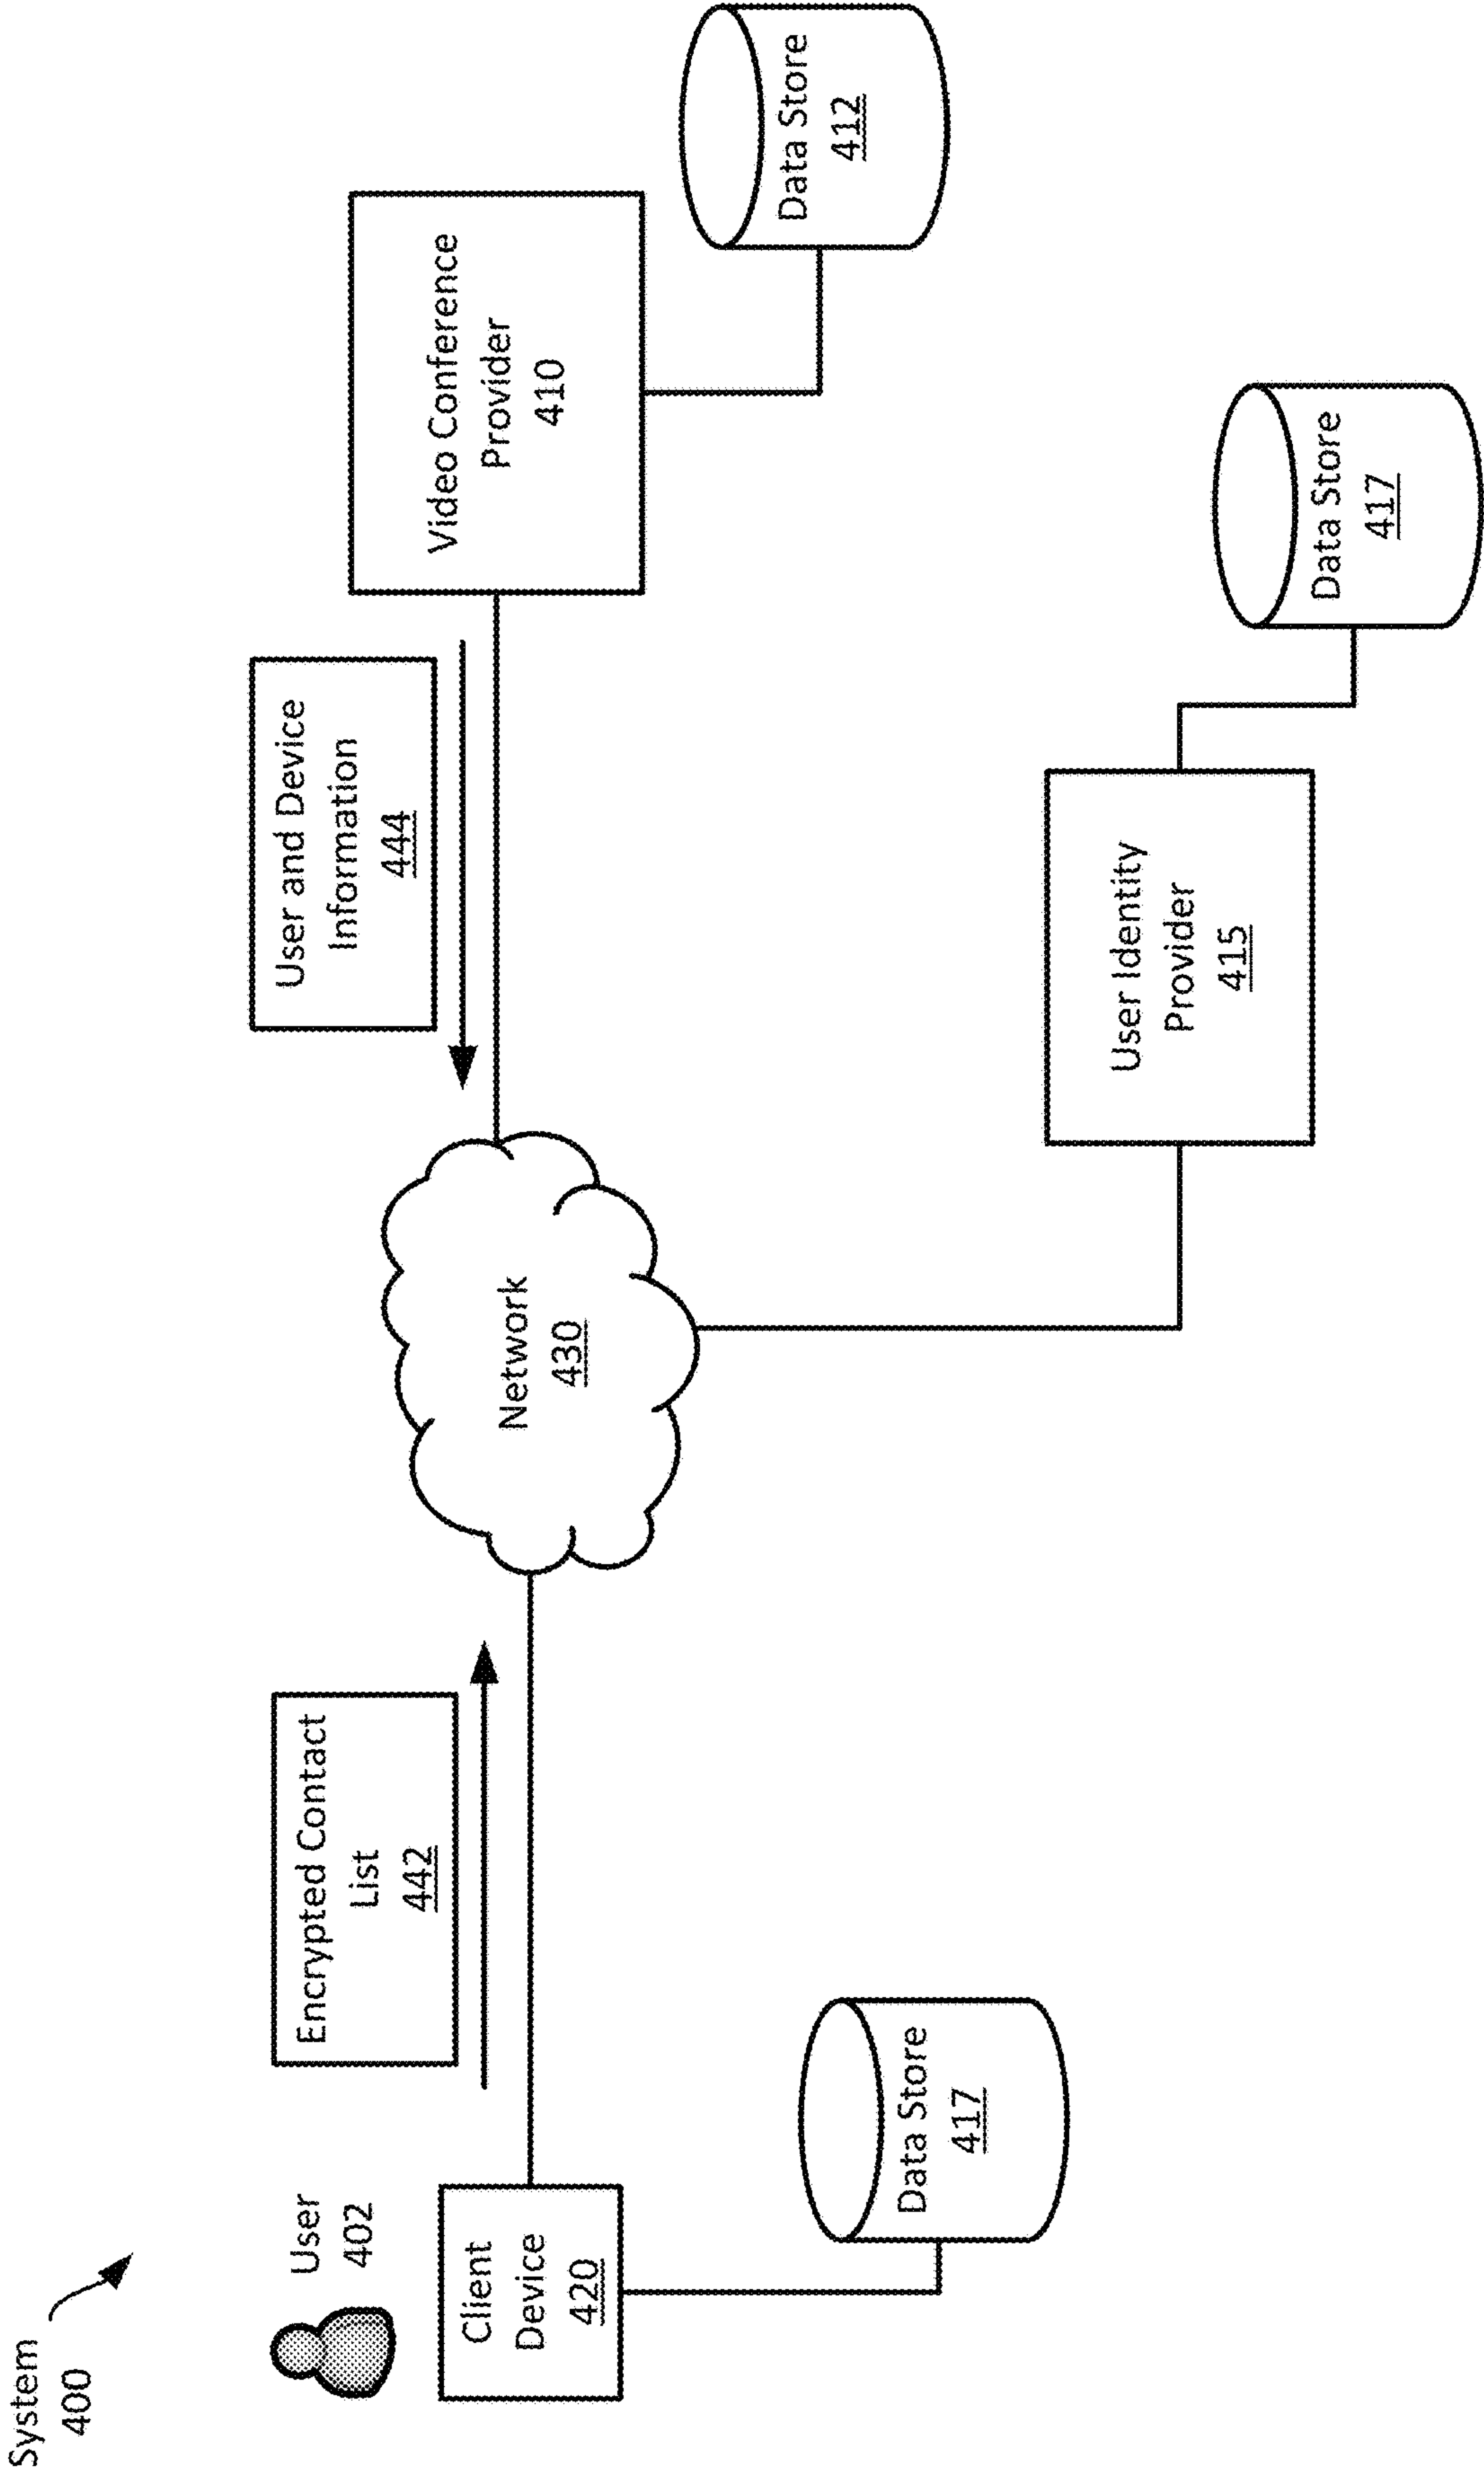 System
400
User
402
Client
Device
420
Data Store
417
Encrypted Contact
List
442
Network
430
User and Device
Information
444
Video Conference
Provider
410
Data Store
412
User Identity
Provider
415
Data Store
417